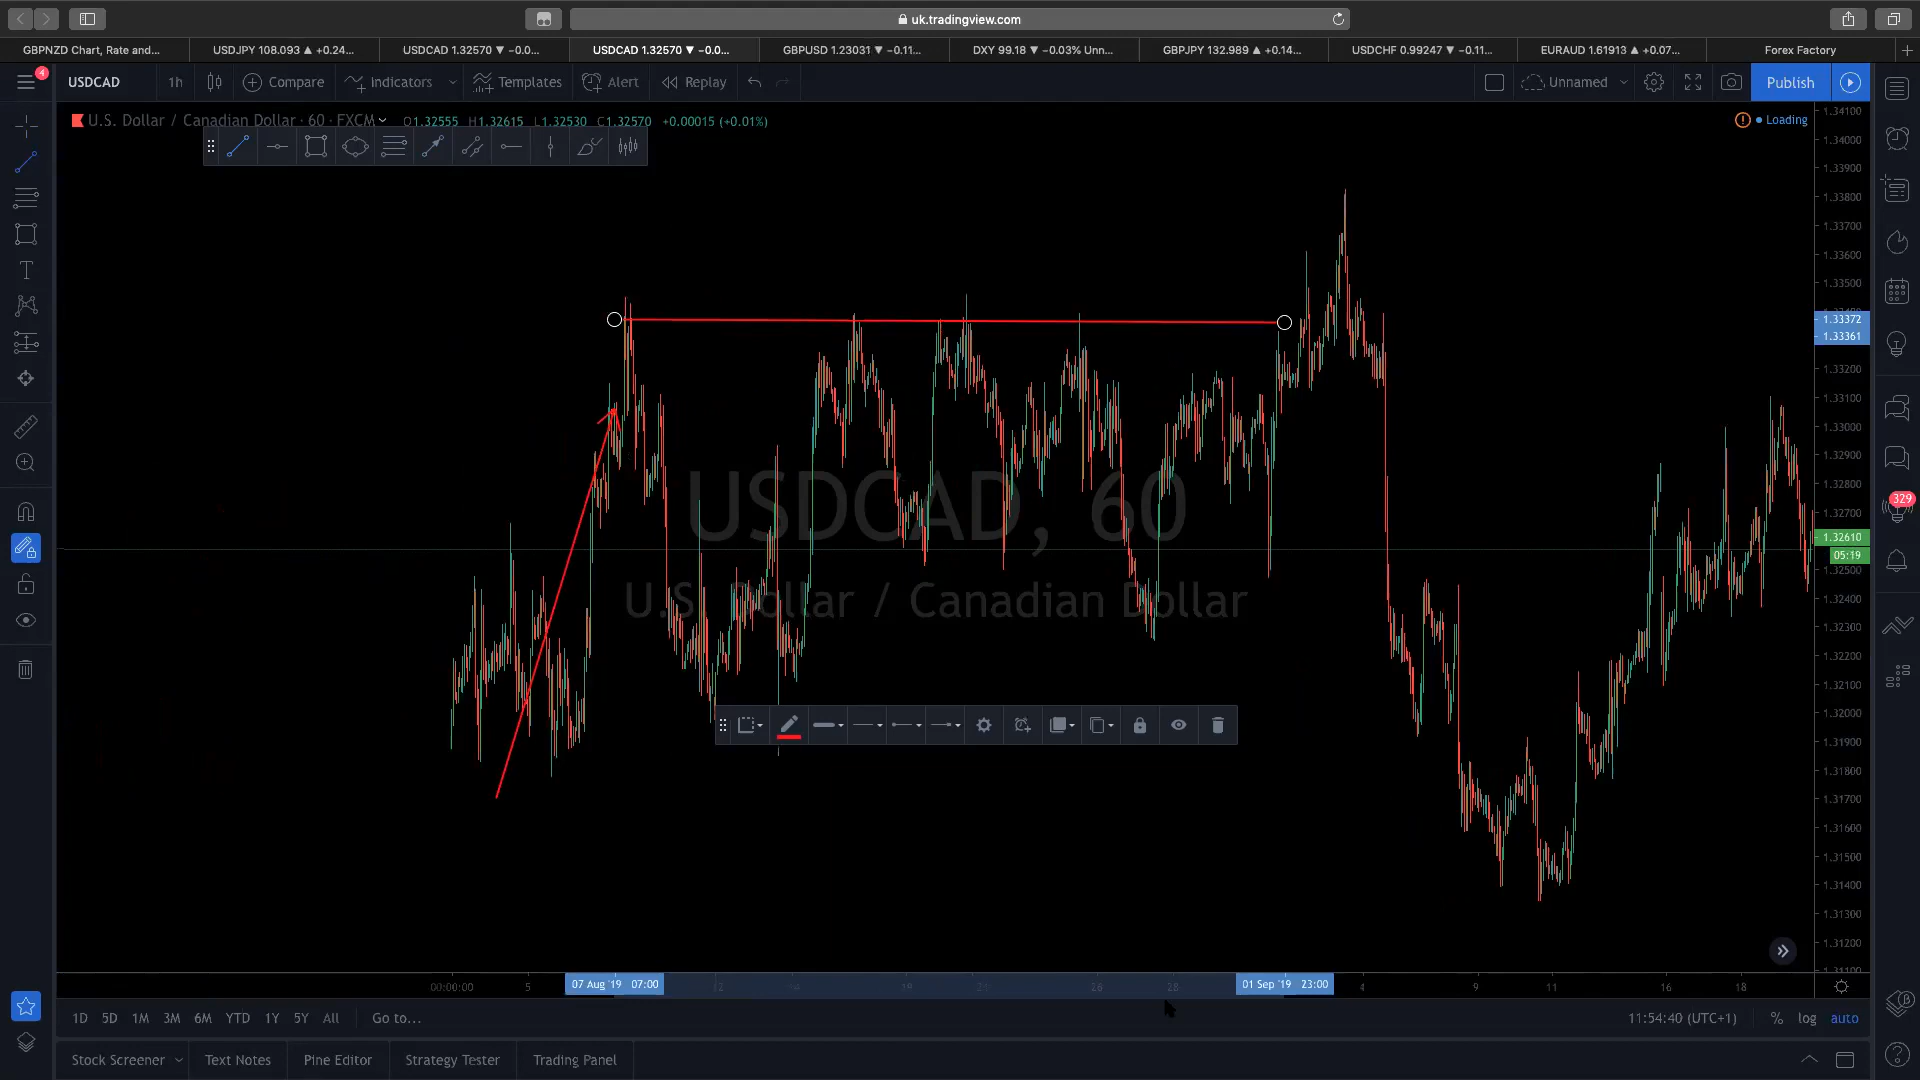 uk.tradingview.com
GBPNZD Chart, Rate and...
USDJPY 108.093 ▲ +0.24...
USDCAD 1.32570 ▼ −0.0...
USDCAD 1.32570 ▼ −0.0...
GBPUSD 1.23031 ▼ −0.11...
DXY 99.18 ▼ −0.03% Unn...
GBPJPY 132.989 ▲ +0.14...
USDCHF 0.99247 ▼ −0.11...
EURAUD 1.61913 ▲ +0.07...
Forex Factory
4
USDCAD
1h
Compare
Indicators
Templates
Alert
Replay
Unnamed
Publish
U.S. Dollar / Canadian Dollar · 60 · FXCM
O1.32555 H1.32615 L1.32530 C1.32570 +0.00015 (+0.01%)
Loading
1.34100
1.34000
1.33900
1.33800
1.33700
1.33600
1.33500
1.33372
1.33361
1.33200
1.33100
1.33000
1.32900
1.32800
1.32700
1.32610
05:19
1.32500
1.32400
1.32300
1.32200
1.32100
1.32000
1.31900
1.31800
1.31700
1.31600
1.31500
1.31400
1.31300
1.31200
1.31100
329
USDCAD, 60
U.S. Dollar / Canadian Dollar
00:00:00
5
07 Aug '19 07:00
12
14
19
21
26
28
01 Sep '19 23:00
4
9
11
16
18
1D
5D
1M
3M
6M
YTD
1Y
5Y
All
Go to...
11:54:40 (UTC+1)
%
log
auto
Stock Screener
Text Notes
Pine Editor
Strategy Tester
Trading Panel